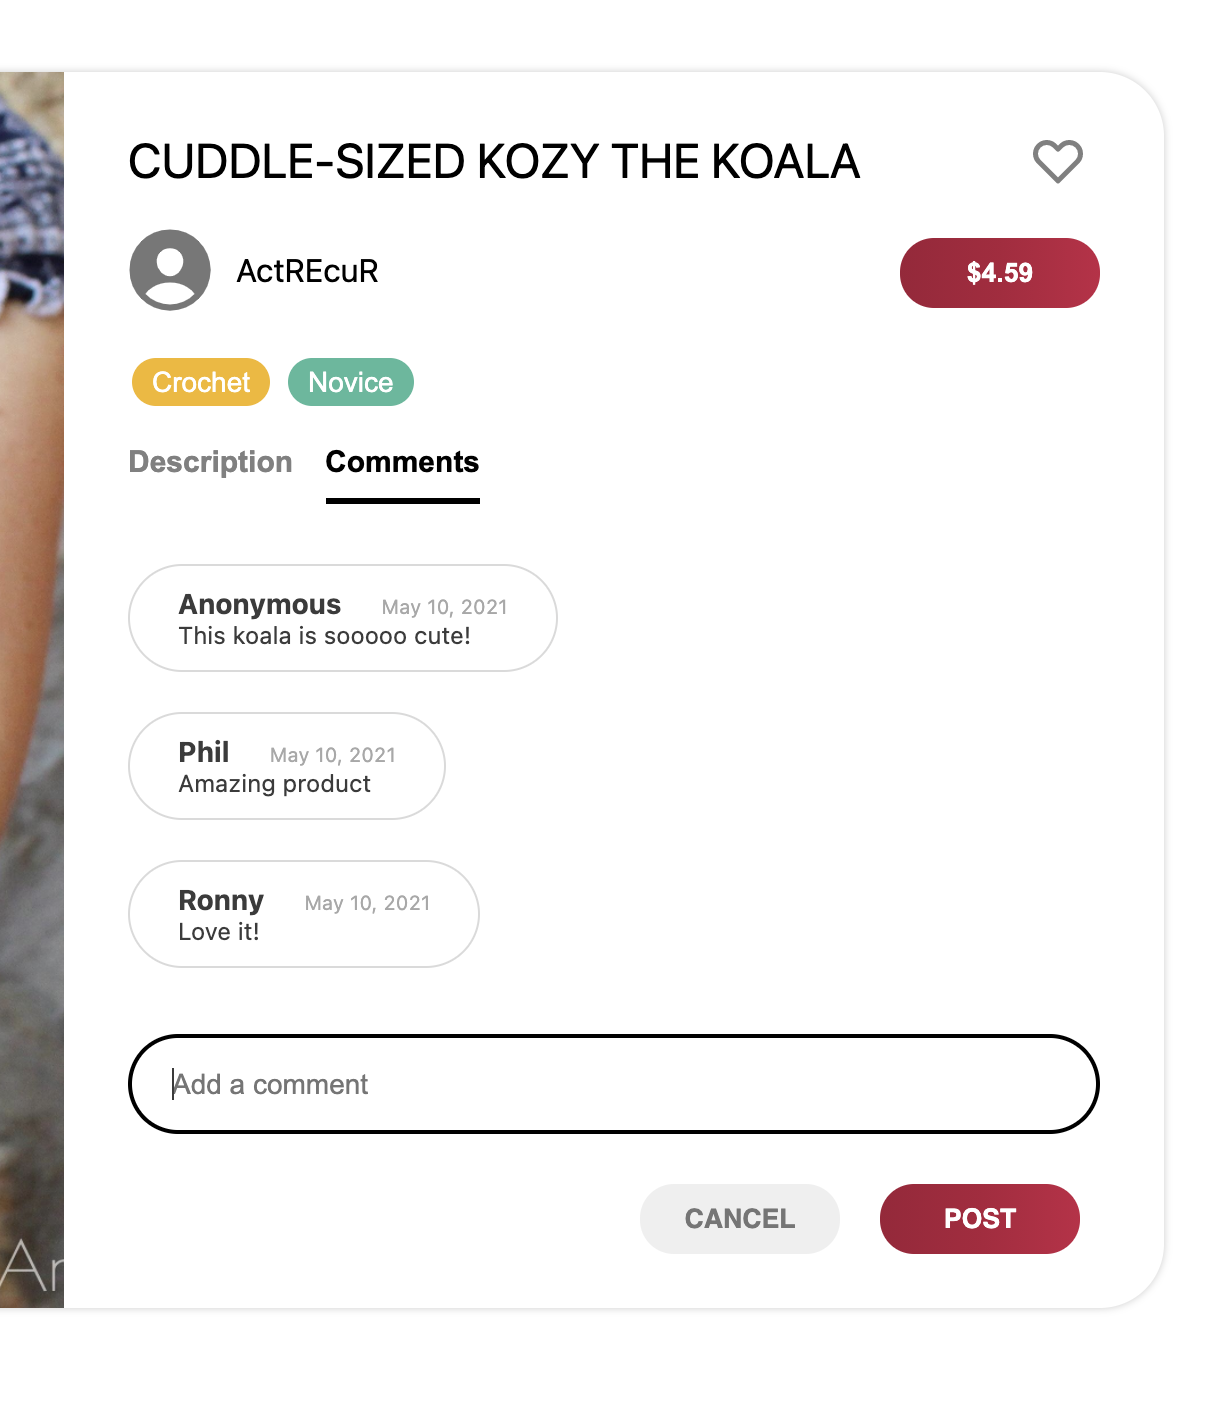 CUDDLE-SIZED KOZY THE KOALA
ActREcuR
$4.59
Crochet Novice
Description Comments
Anonymous May 10, 2021
This koala is sooooo cute!
Phil May 10, 2021
Amazing product
Ronny May 10, 2021
Love it!
Add a comment
CANCEL POST